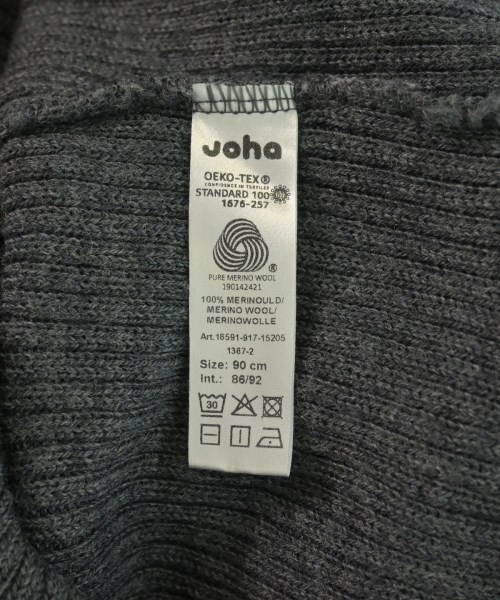 Joha
OEKO-TEX®
CONFIDENCE IN TEXTILES
STANDARD 100
1676-257
®
PURE MERINO WOOL
190142421
100% MERINOULD/
MERINO WOOL/
MERINOWOLLE
Art.16591-917-15205
1367-2
Size: 90 cm
Int.: 86/92
30